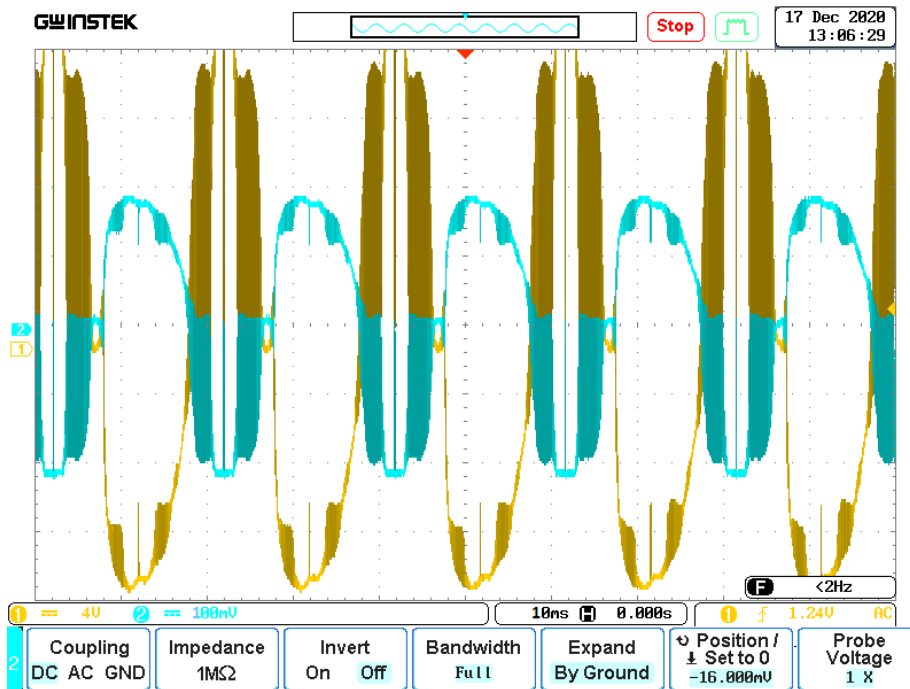 GWINSTEK
Stop
17 Dec 2020
13:06:29
2
1
F <2Hz
1 == 4V 2 == 100mV
10ms H 0.000s
1 1.24V AC
2
Coupling
DC AC GND
Impedance
1MΩ
Invert
On Off
Bandwidth
Full
Expand
By Ground
Position /
Set to 0
-16.000mV
Probe
Voltage
1 X